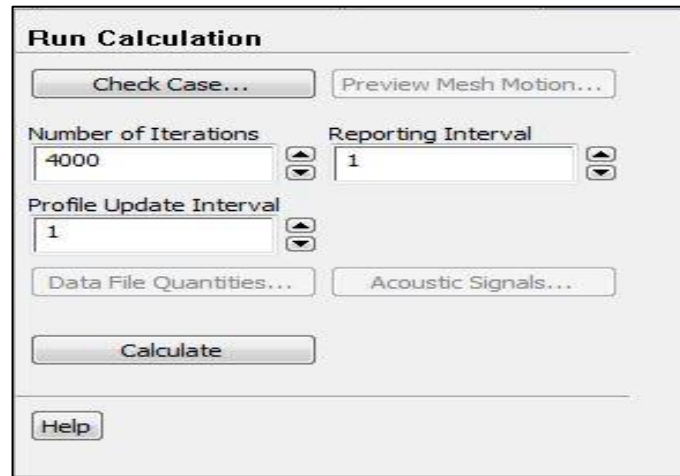 Run Calculation
Check Case... Preview Mesh Motion...
Number of Iterations Reporting Interval
4000 1
Profile Update Interval
1
Data File Quantities... Acoustic Signals...
Calculate
Help